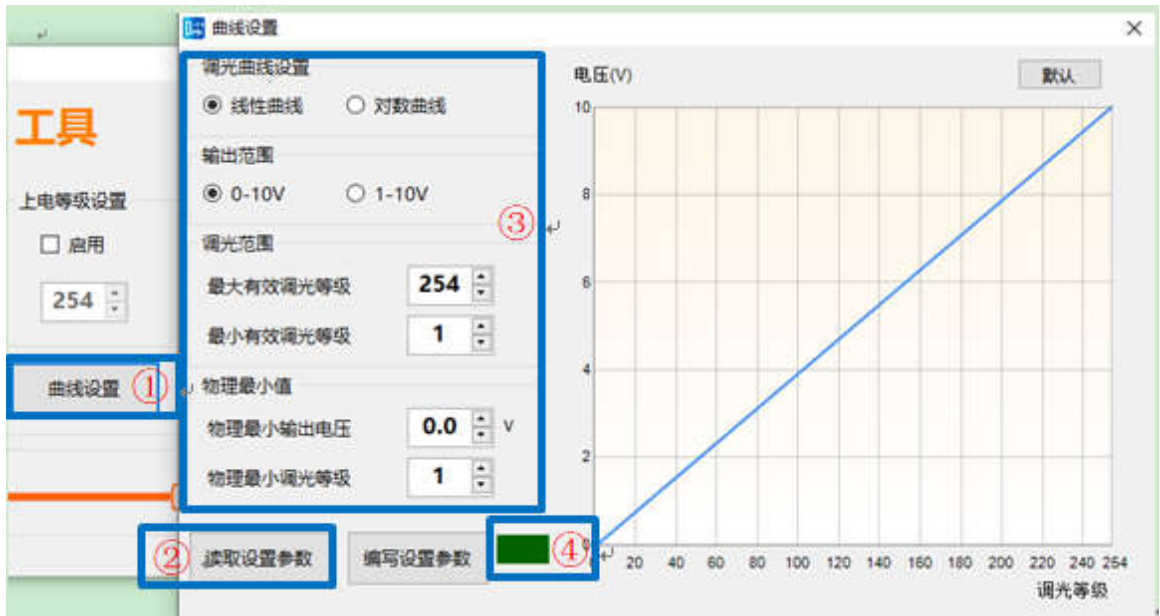 曲线设置
工具
上电等级设置
启用
254
曲线设置 ①
调光曲线设置
线性曲线 对数曲线
输出范围
0-10V 1-10V
③
调光范围
最大有效调光等级 254
最小有效调光等级 1
物理最小值
物理最小输出电压 0.0 V
物理最小调光等级 1
② 读取设置参数 编写设置参数 ④
电压(V) 默认
10
8
6
4
2
20 40 60 80 100 120 140 160 180 200 220 240 254
调光等级